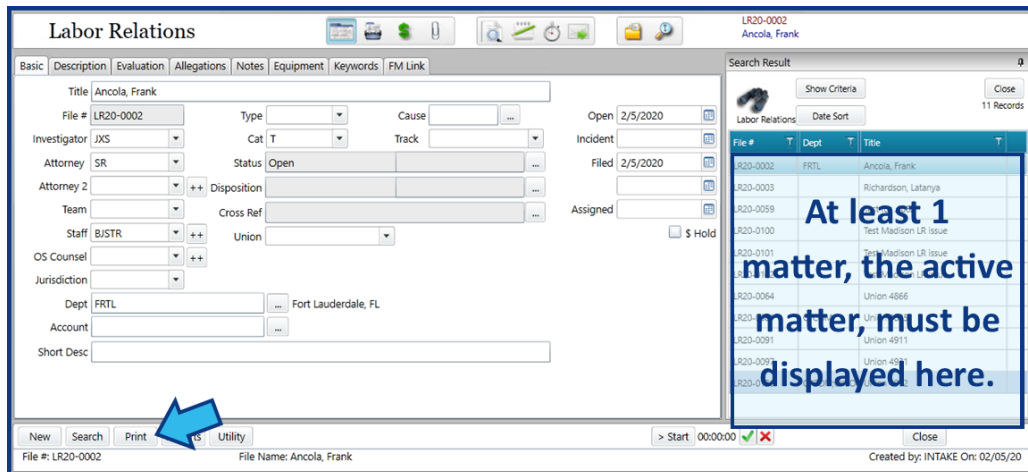 Labor Relations
LR20-0002
Ancola, Frank
Basic Description Evaluation Allegations Notes Equipment Keywords FM Link
Title Ancola, Frank
File # LR20-0002 Type Cause ... Open 2/5/2020
Investigator JXS Cat T Track Incident
Attorney SR Status Open ... Filed 2/5/2020
Attorney 2 ++ Disposition ...
Team Cross Ref ... Assigned
Staff BJSTR ++ Union $ Hold
OS Counsel ++
Jurisdiction
Dept FRTL ... Fort Lauderdale, FL
Account ...
Short Desc
Search Result
Show Criteria Close
11 Records
Labor Relations Date Sort
File # Dept Title
LR20-0002 FRTL Ancola, Frank
LR20-0003 Richardson, Latanya
LR20-0059
LR20-0100 Test Madison LR issue
LR20-0101 Test Madison LR issue
LR20-0064 Union 4866
LR20-0091 Union 4911
At least 1
matter, the active
matter, must be
displayed here.
New Search Print Utility > Start 00:00:00 Close
File #: LR20-0002 File Name: Ancola, Frank Created by: INTAKE On: 02/05/20